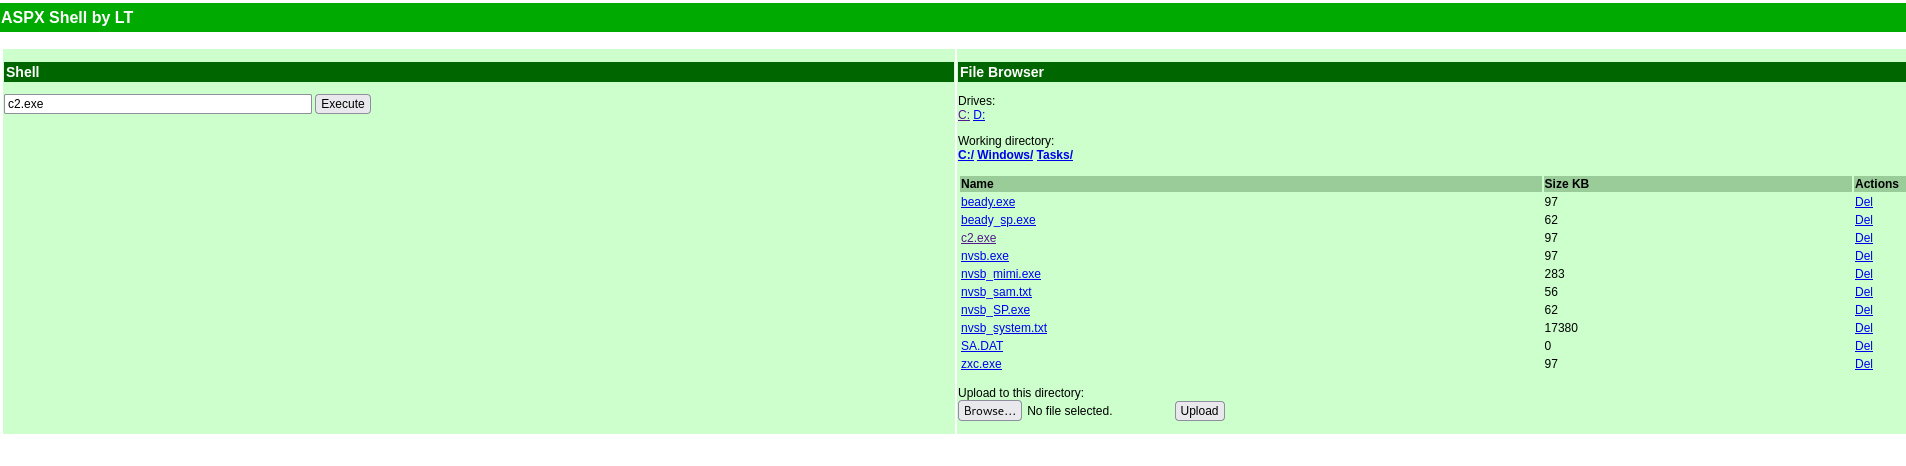 ASPX Shell by LT
Shell
c2.exe Execute
File Browser
Drives:
C: D:
Working directory:
C:/ Windows/ Tasks/
Name Size KB Actions
beady.exe 97 Del
beady_sp.exe 62 Del
c2.exe 97 Del
nvsb.exe 97 Del
nvsb_mimi.exe 283 Del
nvsb_sam.txt 56 Del
nvsb_SP.exe 62 Del
nvsb_system.txt 17380 Del
SA.DAT 0 Del
zxc.exe 97 Del
Upload to this directory:
Browse... No file selected. Upload